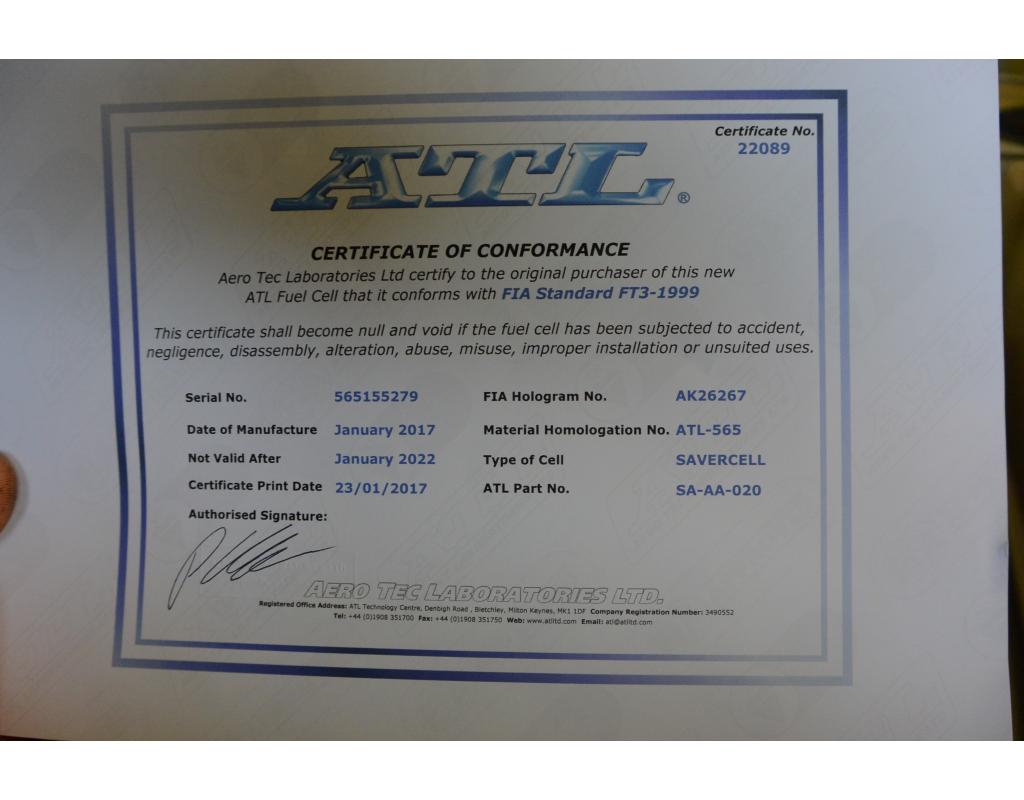 Certificate No.
22089
ATL®
CERTIFICATE OF CONFORMANCE
Aero Tec Laboratories Ltd certify to the original purchaser of this new
ATL Fuel Cell that it conforms with FIA Standard FT3-1999
This certificate shall become null and void if the fuel cell has been subjected to accident,
negligence, disassembly, alteration, abuse, misuse, improper installation or unsuited uses.
Serial No. 565155279 FIA Hologram No. AK26267
Date of Manufacture January 2017 Material Homologation No. ATL-565
Not Valid After January 2022 Type of Cell SAVERCELL
Certificate Print Date 23/01/2017 ATL Part No. SA-AA-020
Authorised Signature:
AERO TEC LABORATORIES LTD.
Registered Office Address: ATL Technology Centre, Denbigh Road, Bletchley, Milton Keynes, MK1 1DF Company Registration Number: 3490552
Tel: +44 (0)1908 351700 Fax: +44 (0)1908 351750 Web: www.atlltd.com Email: atl@atlltd.com